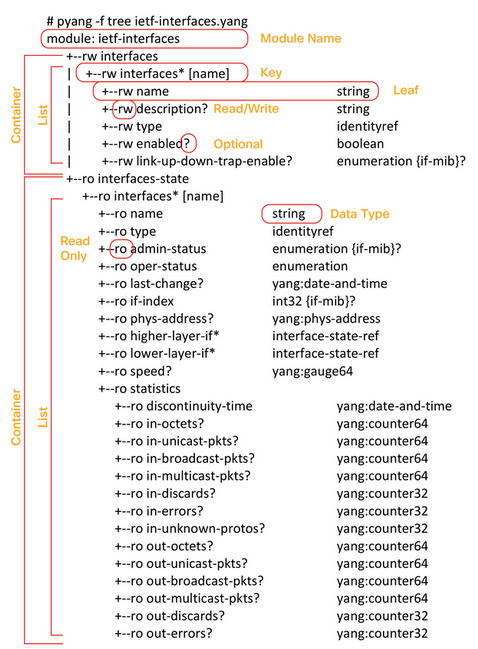 # pyang -f tree ietf-interfaces.yang
module: ietf-interfaces Module Name
+--rw interfaces
| +--rw interfaces* [name] Key
| +--rw name string Leaf
| +--rw description? Read/Write string
| +--rw type identityref
| +--rw enabled? Optional boolean
| +--rw link-up-down-trap-enable? enumeration {if-mib}?
Container
List
+--ro interfaces-state
+--ro interfaces* [name]
+--ro name string Data Type
+--ro type identityref
Read Only +--ro admin-status enumeration {if-mib}?
+--ro oper-status enumeration
+--ro last-change? yang:date-and-time
+--ro if-index int32 {if-mib}?
+--ro phys-address? yang:phys-address
+--ro higher-layer-if* interface-state-ref
+--ro lower-layer-if* interface-state-ref
+--ro speed? yang:gauge64
+--ro statistics
+--ro discontinuity-time yang:date-and-time
+--ro in-octets? yang:counter64
+--ro in-unicast-pkts? yang:counter64
+--ro in-broadcast-pkts? yang:counter64
+--ro in-multicast-pkts? yang:counter64
+--ro in-discards? yang:counter32
+--ro in-errors? yang:counter32
+--ro in-unknown-protos? yang:counter32
+--ro out-octets? yang:counter64
+--ro out-unicast-pkts? yang:counter64
+--ro out-broadcast-pkts? yang:counter64
+--ro out-multicast-pkts? yang:counter64
+--ro out-discards? yang:counter32
+--ro out-errors? yang:counter32
Container
List